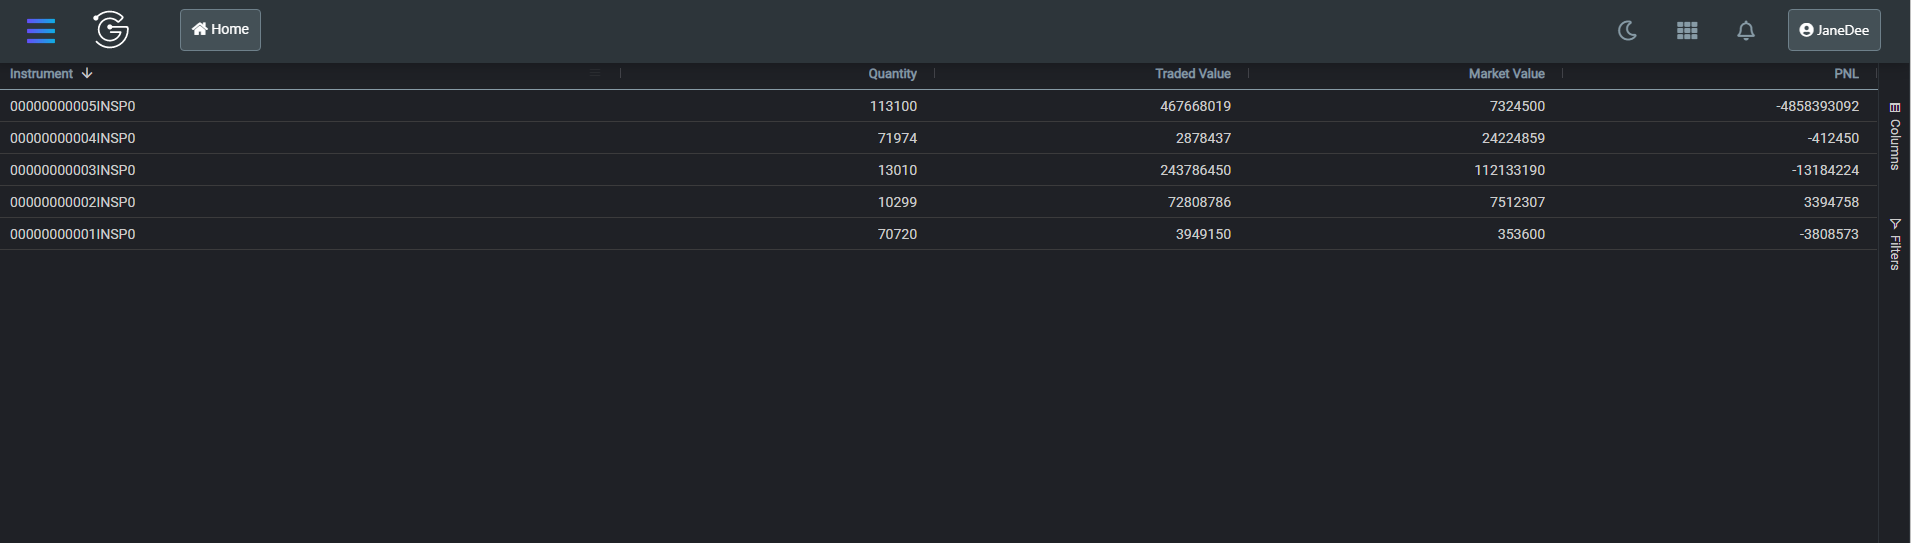 Home
JaneDee
Instrument Quantity Traded Value Market Value PNL
00000000005INSP0 113100 467668019 7324500 -4858393092
00000000004INSP0 71974 2878437 24224859 -412450
00000000003INSP0 13010 243786450 112133190 -13184224
00000000002INSP0 10299 72808786 7512307 3394758
00000000001INSP0 70720 3949150 353600 -3808573
Columns
Filters